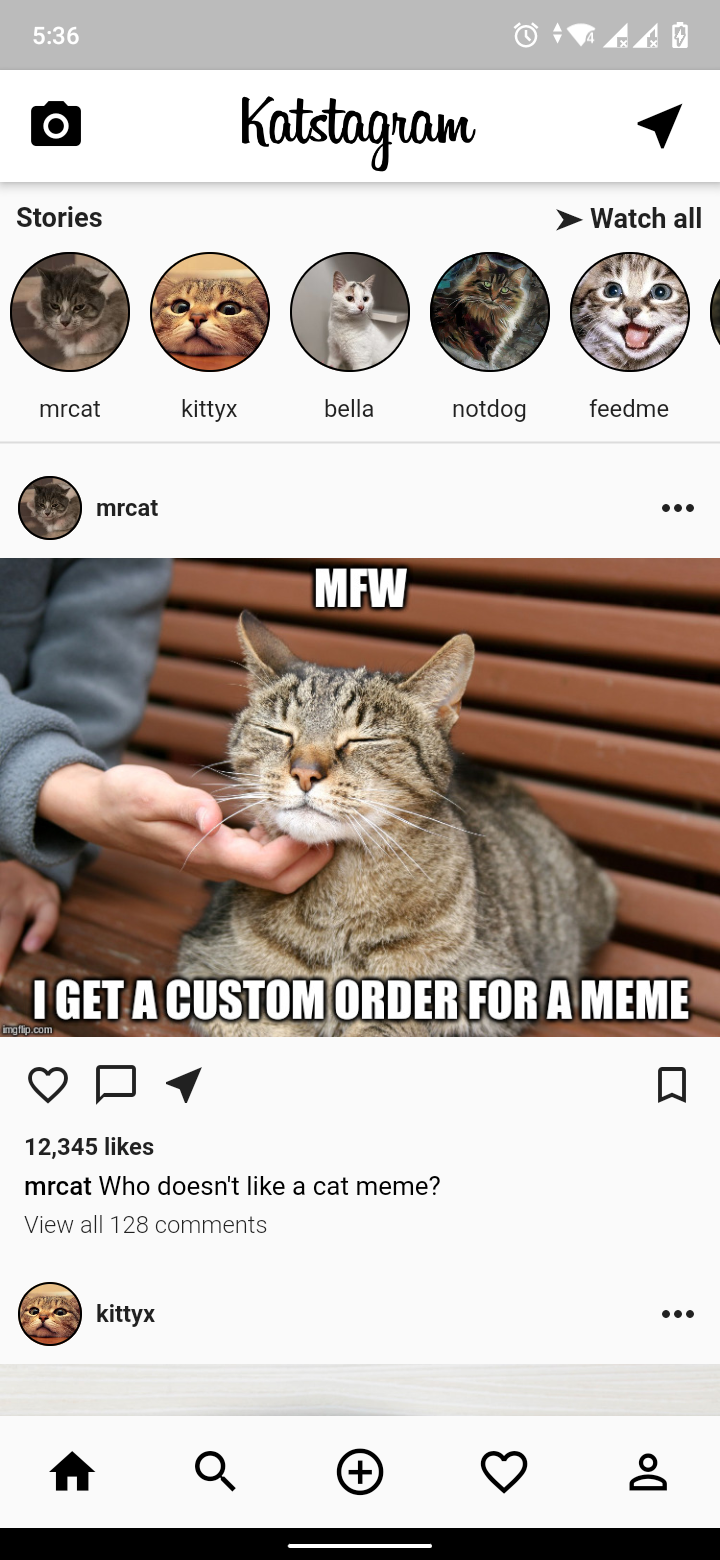 5:36
4
Katstagram
Stories
Watch all
mrcat
kittyx
bella
notdog
feedme
mrcat
MFW
I GET A CUSTOM ORDER FOR A MEME
imgflip.com
12,345 likes
mrcat Who doesn't like a cat meme?
View all 128 comments
kittyx